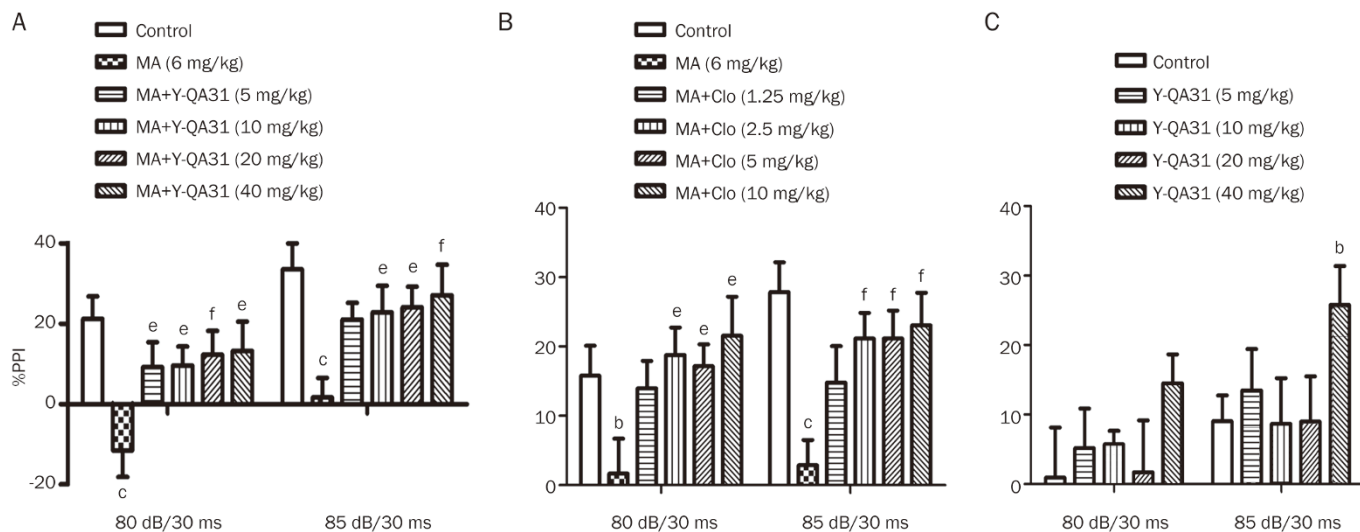 A
Control
MA (6 mg/kg)
MA+Y-QA31 (5 mg/kg)
MA+Y-QA31 (10 mg/kg)
MA+Y-QA31 (20 mg/kg)
MA+Y-QA31 (40 mg/kg)
%PPI
40
20
0
-20
c
e
e
f
e
c
e
e
f
80 dB/30 ms
85 dB/30 ms
B
Control
MA (6 mg/kg)
MA+Clo (1.25 mg/kg)
MA+Clo (2.5 mg/kg)
MA+Clo (5 mg/kg)
MA+Clo (10 mg/kg)
40
30
20
10
0
b
e
e
e
c
f
f
f
80 dB/30 ms
85 dB/30 ms
C
Control
Y-QA31 (5 mg/kg)
Y-QA31 (10 mg/kg)
Y-QA31 (20 mg/kg)
Y-QA31 (40 mg/kg)
40
30
20
10
0
b
80 dB/30 ms
85 dB/30 ms